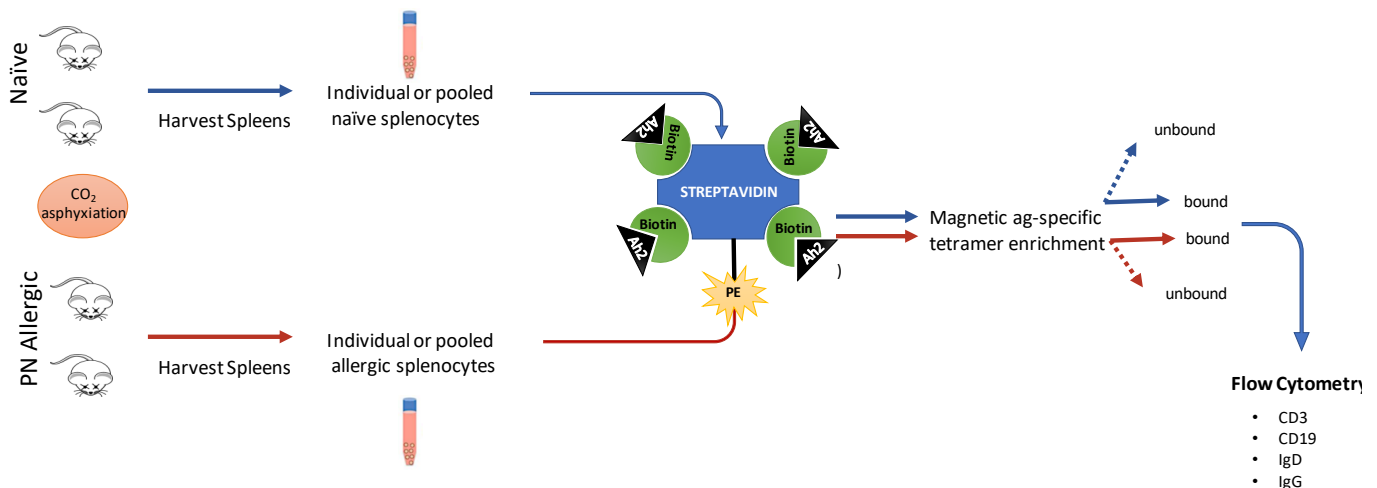 Naïve
Harvest Spleens
Individual or pooled
naïve splenocytes
CO2
asphyxiation
PN Allergic
Harvest Spleens
Individual or pooled
allergic splenocytes
Ah2
Biotin
Ah2
Biotin
STREPTAVIDIN
Biotin
Ah2
Biotin
Ah2
)
PE
Magnetic ag-specific
tetramer enrichment
unbound
bound
bound
unbound
Flow Cytometry
• CD3
• CD19
• IgD
• IgG